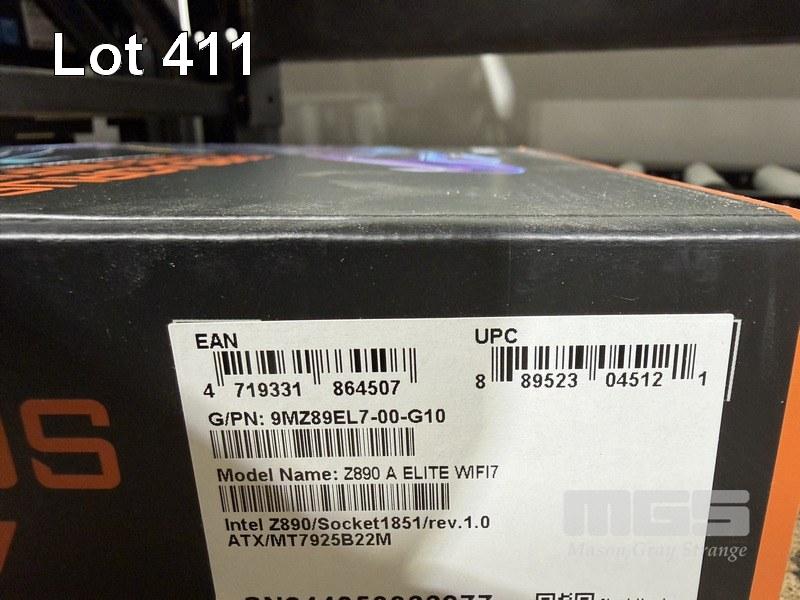 Lot 411
EAN
UPC
4 719331 864507
8 89523 04512 1
G/PN: 9MZ89EL7-00-G10
Model Name: Z890 A ELITE WIFI7
Intel Z890/Socket1851/rev.1.0
ATX/MT7925B22M
MGS
Mason Gray Strange